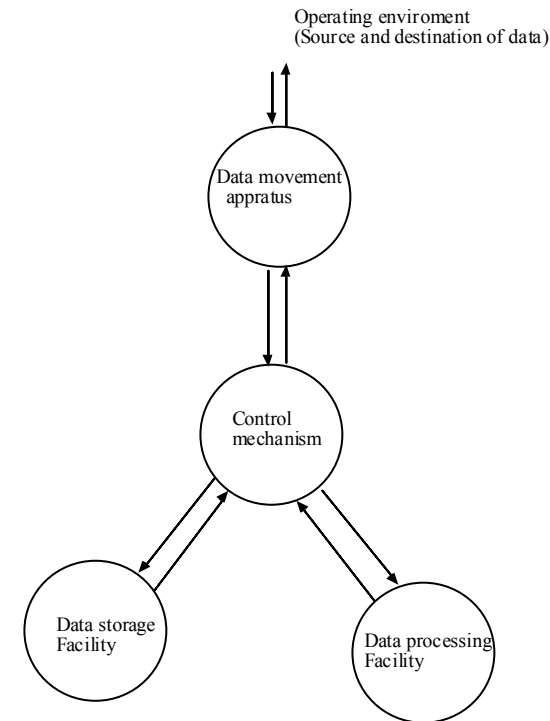 Operating enviroment
(Source and destination of data)
Data movement
appratus
Control
mechanism
Data storage
Facility
Data processing
Facility